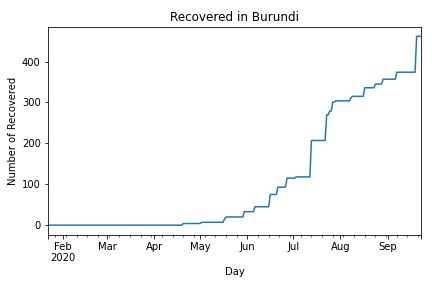 Recovered in Burundi
Number of Recovered
400
300
200
100
0
Feb
2020
Mar
Apr
May
Jun
Jul
Aug
Sep
Day